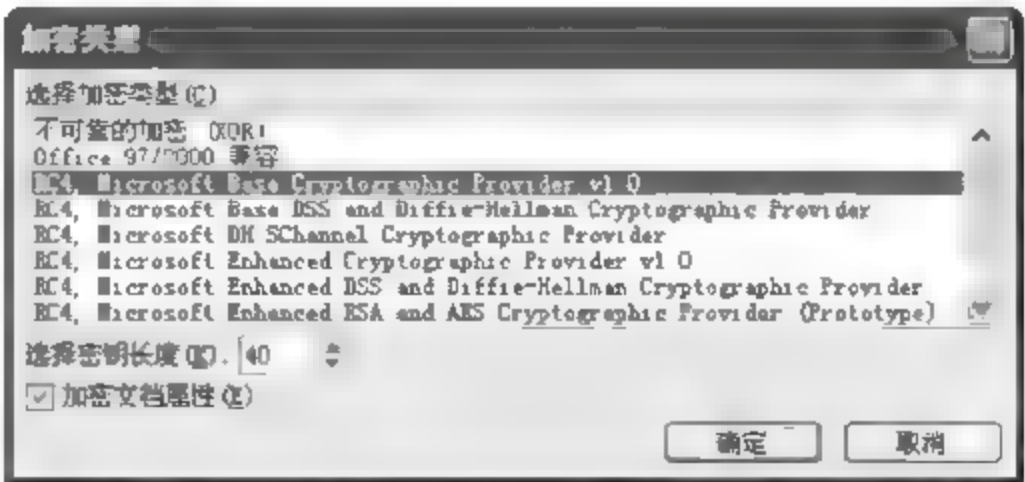 加密类型
选择加密类型(C)
不可靠的加密 (XOR)
Office 97/2000 兼容
RC4, Microsoft Base Cryptographic Provider v1 0
RC4, Microsoft Base DSS and Diffie-Hellman Cryptographic Provider
RC4, Microsoft DH SChannel Cryptographic Provider
RC4, Microsoft Enhanced Cryptographic Provider v1 0
RC4, Microsoft Enhanced DSS and Diffie-Hellman Cryptographic Provider
RC4, Microsoft Enhanced RSA and AES Cryptographic Provider (Prototype)
选择密钥长度(K). 40
加密文档属性(E)
确定
取消